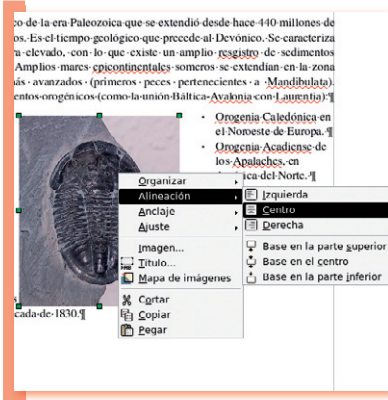 co de la era Paleozoica que se extendió desde hace 440 millones de
os. Es el tiempo geológico que precede al Devónico. Se caracteriza
ra elevado, con lo que existe un amplio resgistro de sedimentos
Amplios mares epicontinentales someros se extendían en la zona
ás avanzados (primeros peces pertenecientes a Mandibulata).
entos orogénicos (como la unión Báltica-Avalonia con Laurentia):¶
• Orogenia Caledónica en
el Noroeste de Europa.¶
• Orogenia Acadiense de
los Apalaches, en
ica del Norte.¶
Organizar
Alineación
Anclaje
Ajuste
Imagen...
Título...
Mapa de imágenes
Cortar
Copiar
Pegar
Izquierda
Centro
Derecha
Base en la parte superior
Base en el centro
Base en la parte inferior
s
cada de 1830.¶